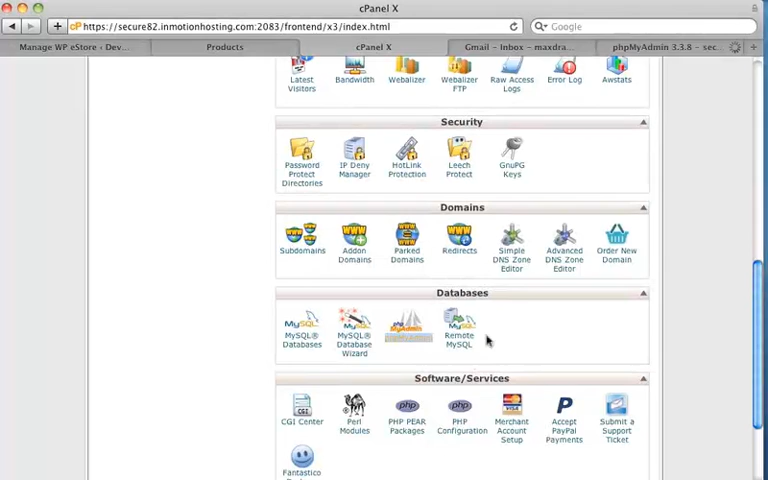 cPanel X
https://secure82.inmotionhosting.com:2083/frontend/x3/index.html
Google
Manage WP eStore ‹ Dev...
Products
cPanel X
Gmail – Inbox – maxdra...
phpMyAdmin 3.3.8 – sec...
Latest Visitors
Bandwidth
Webalizer
Webalizer FTP
Raw Access Logs
Error Log
Awstats
Security
Password Protect Directories
IP Deny Manager
HotLink Protection
Leech Protect
GnuPG Keys
Domains
Subdomains
Addon Domains
Parked Domains
Redirects
Simple DNS Zone Editor
Advanced DNS Zone Editor
Order New Domain
Databases
MySQL® Databases
MySQL® Database Wizard
phpMyAdmin
Remote MySQL
Software/Services
CGI Center
Perl Modules
PHP PEAR Packages
PHP Configuration
Merchant Account Setup
Accept PayPal Payments
Submit a Support Ticket
Fantastico